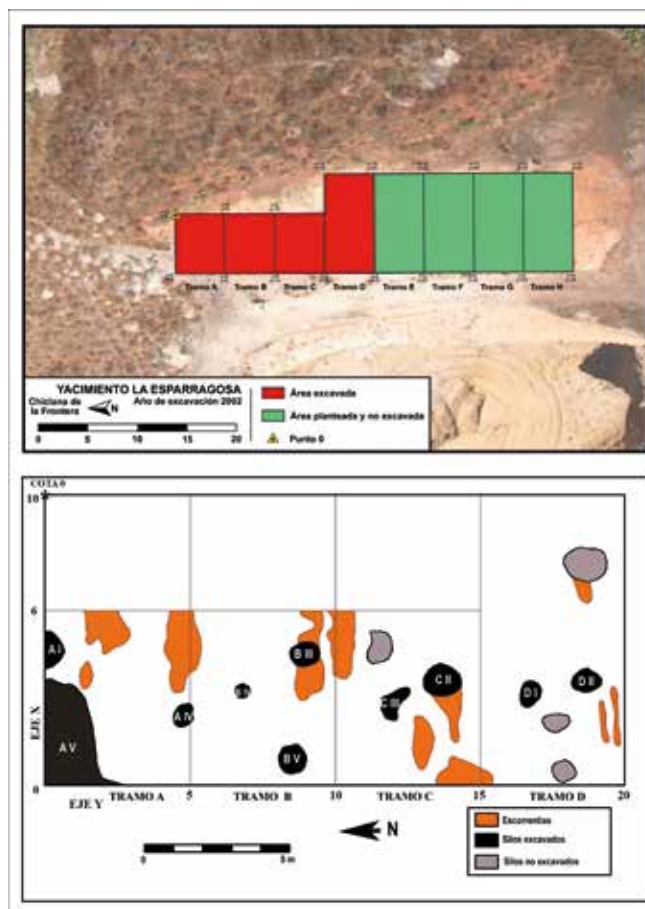 Tramo A Tramo B Tramo C Tramo D Tramo E Tramo F Tramo G Tramo H
YACIMIENTO LA ESPARRAGOSA
Chiclana de la Frontera
N
Año de excavación 2002
0 5 10 15 20
Área excavada
Área planteada y no excavada
Punto 0
COTA 0
10
6
EJE X
0
A I
A V
A IV
B III
B V
C II
C III
D I
D II
EJE Y
TRAMO A 5 TRAMO B 10 TRAMO C 15 TRAMO D 20
N
0 5 m
Escorrentías
Silos excavados
Silos no excavados